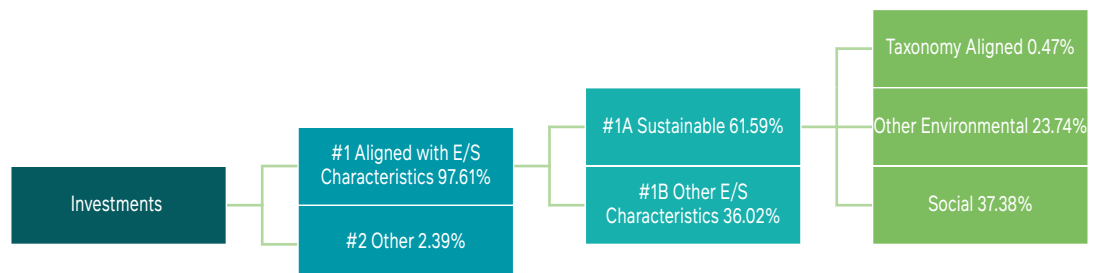 Investments
#1 Aligned with E/S
Characteristics 97.61%
#2 Other 2.39%
#1A Sustainable 61.59%
#1B Other E/S
Characteristics 36.02%
Taxonomy Aligned 0.47%
Other Environmental 23.74%
Social 37.38%